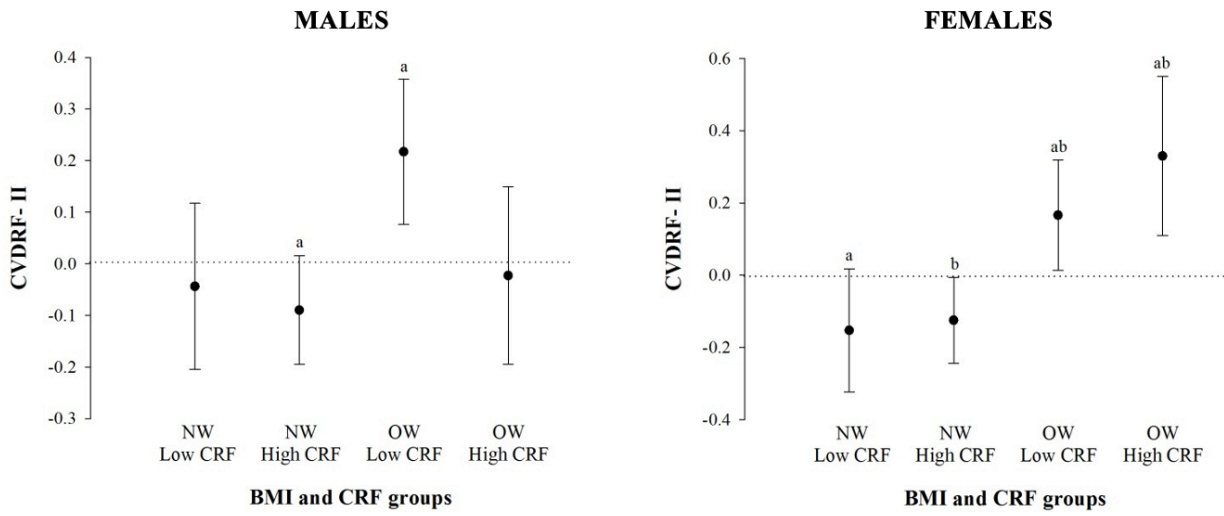 MALES
CVDRF- II
0.4
0.3
0.2
0.1
0.0
-0.1
-0.2
-0.3
a
a
NW
Low CRF
NW
High CRF
OW
Low CRF
OW
High CRF
BMI and CRF groups
FEMALES
CVDRF- II
0.6
0.4
0.2
0.0
-0.2
-0.4
a
b
ab
ab
NW
Low CRF
NW
High CRF
OW
Low CRF
OW
High CRF
BMI and CRF groups